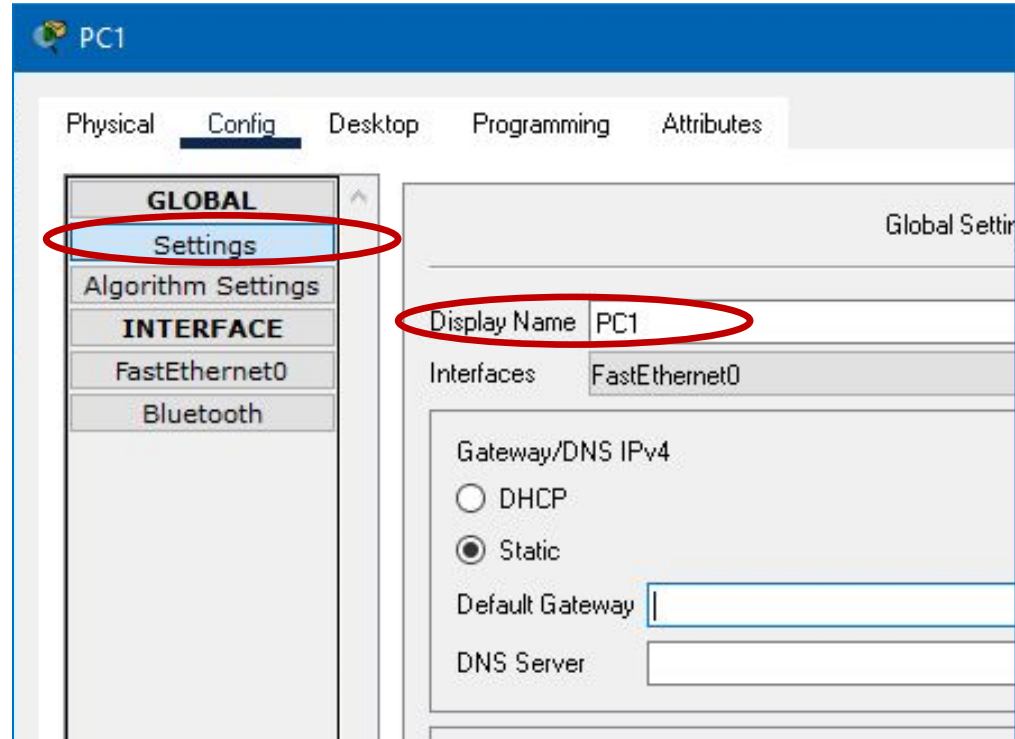 PC1
Physical Config Desktop Programming Attributes
GLOBAL
Settings
Algorithm Settings
INTERFACE
FastEthernet0
Bluetooth
Global Settin
Display Name PC1
Interfaces FastEthernet0
Gateway/DNS IPv4
DHCP
Static
Default Gateway
DNS Server